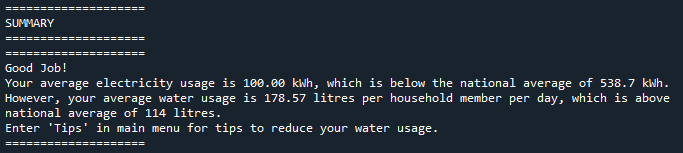 ====================
SUMMARY
====================
====================
Good Job!
Your average electricity usage is 100.00 kWh, which is below the national average of 538.7 kWh.
However, your average water usage is 178.57 litres per household member per day, which is above
national average of 114 litres.
Enter 'Tips' in main menu for tips to reduce your water usage.
====================